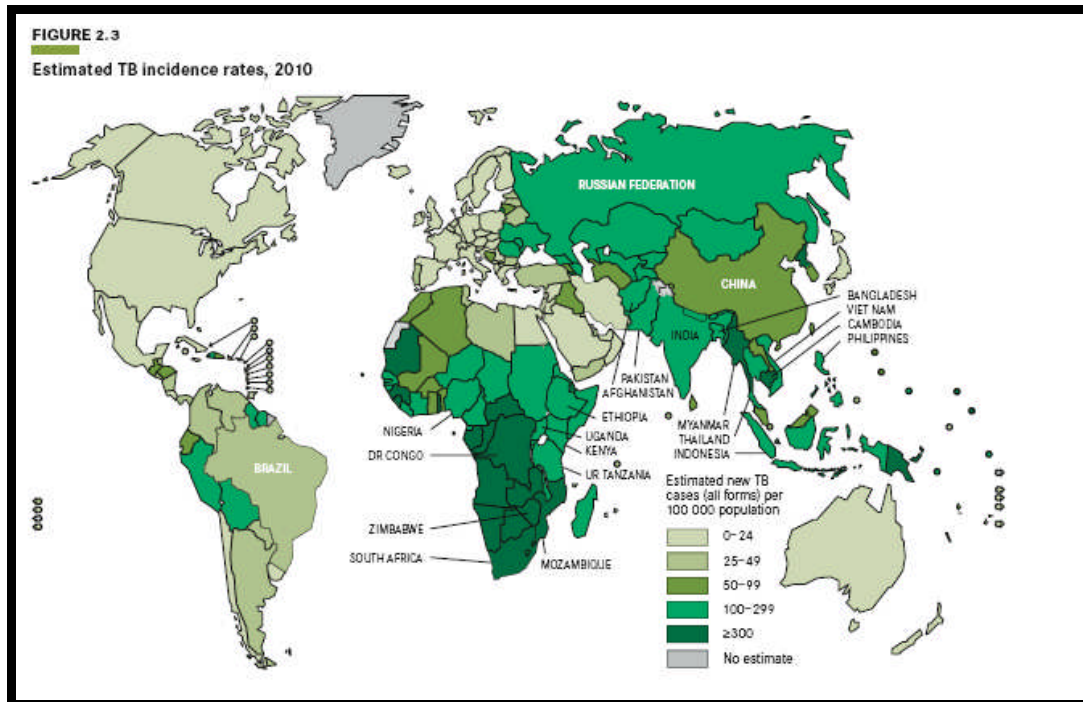 FIGURE 2.3
Estimated TB incidence rates, 2010
RUSSIAN FEDERATION
CHINA
BANGLADESH
VIET NAM
CAMBODIA
PHILIPPINES
INDIA
PAKISTAN
AFGHANISTAN
ETHIOPIA
NIGERIA
UGANDA
KENYA
MYANMAR
THAILAND
INDONESIA
DR CONGO
BRAZIL
UR TANZANIA
ZIMBABWE
SOUTH AFRICA
MOZAMBIQUE
Estimated new TB
cases (all forms) per
100 000 population
0–24
25–49
50–99
100–299
≥300
No estimate